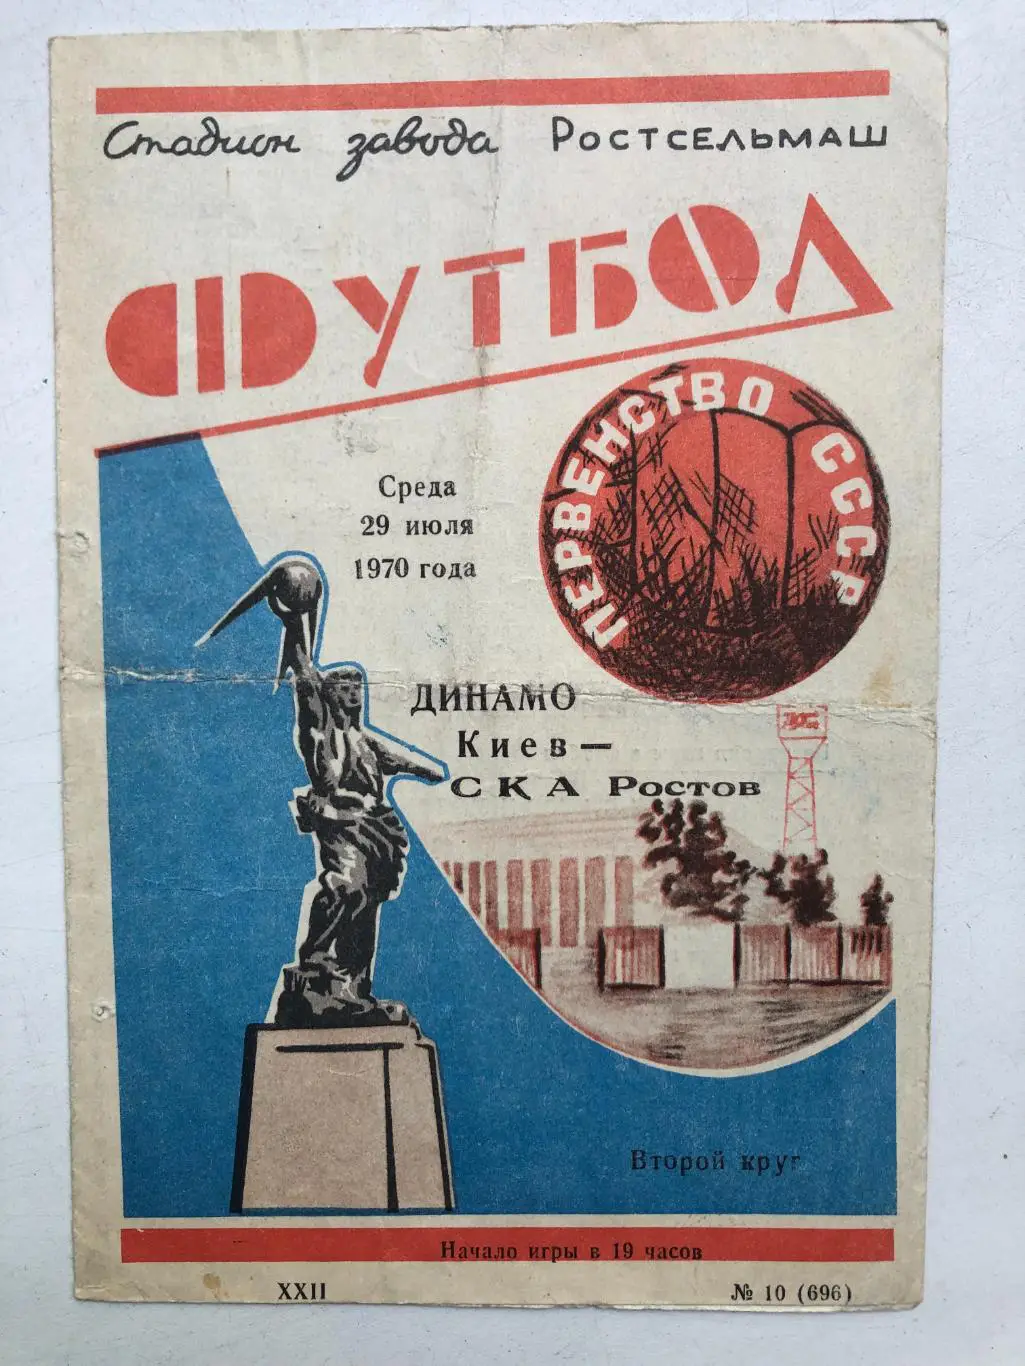 Стадион завода РОСТСЕЛЬМАШ
ФУТБОЛ
ПЕРВЕНСТВО СССР
Среда
29 июля
1970 года
ДИНАМО
Киев —
СКА Ростов
Второй круг
Начало игры в 19 часов
XXII
№ 10 (696)